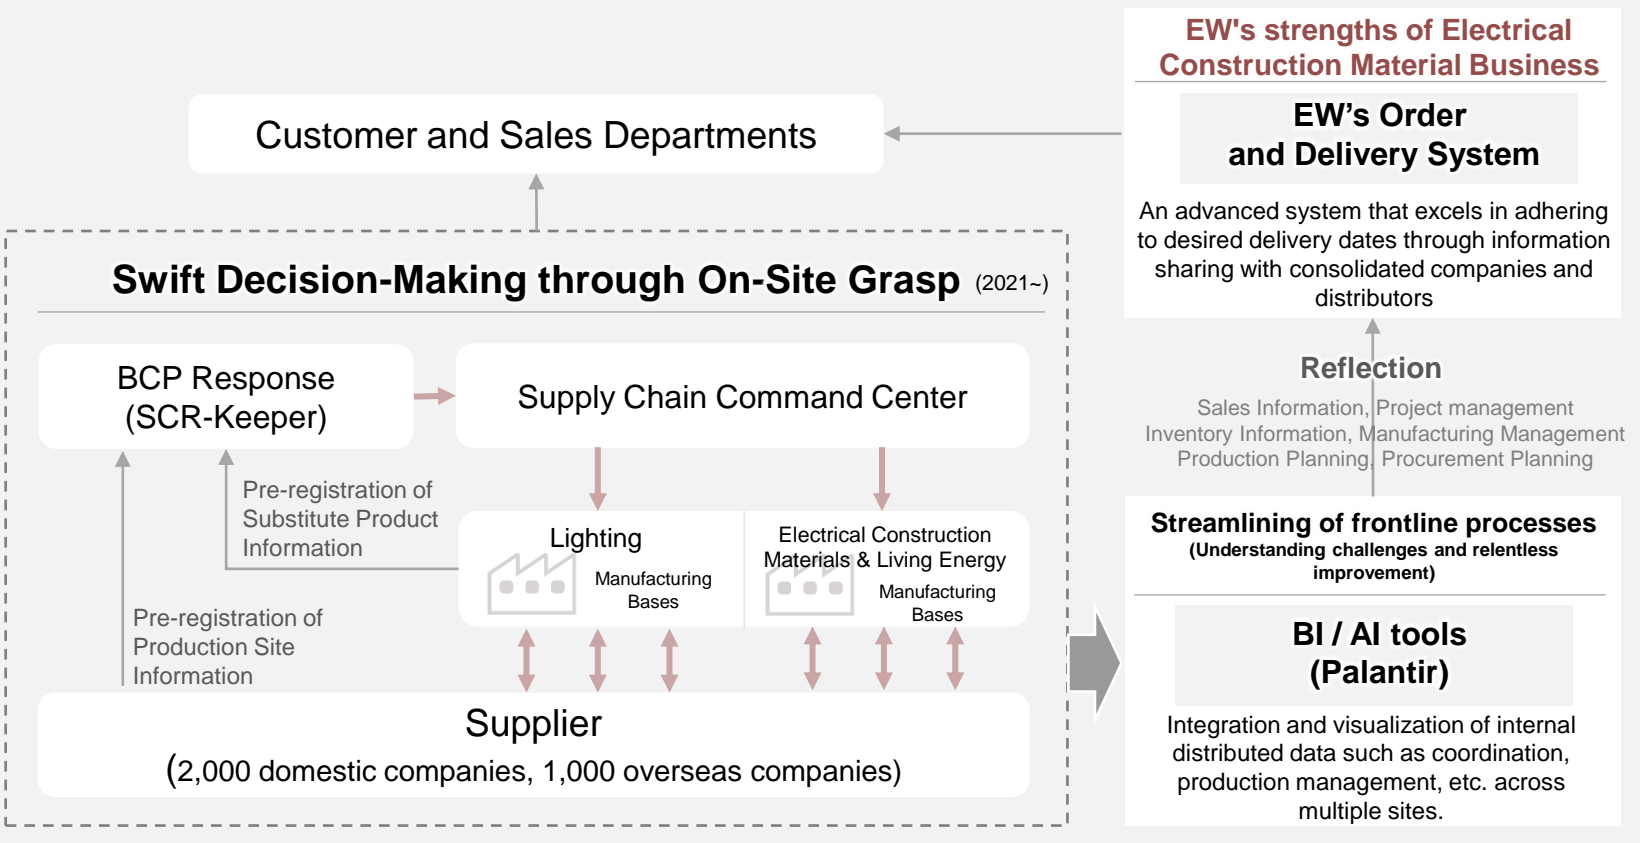 EW's strengths of Electrical
Construction Material Business
EW’s Order
and Delivery System
An advanced system that excels in adhering
to desired delivery dates through information
sharing with consolidated companies and
distributors
Customer and Sales Departments
Swift Decision-Making through On-Site Grasp (2021~)
BCP Response
(SCR-Keeper)
Supply Chain Command Center
Pre-registration of
Substitute Product
Information
Lighting
Manufacturing
Bases
Electrical Construction
Materials & Living Energy
Manufacturing
Bases
Pre-registration of
Production Site
Information
Supplier
(2,000 domestic companies, 1,000 overseas companies)
Reflection
Sales Information, Project management
Inventory Information, Manufacturing Management
Production Planning, Procurement Planning
Streamlining of frontline processes
(Understanding challenges and relentless
improvement)
BI / AI tools
(Palantir)
Integration and visualization of internal
distributed data such as coordination,
production management, etc. across
multiple sites.